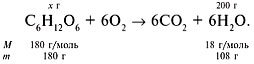 x г 200 г
C₆H₁₂O₆ + 6O₂ → 6CO₂ + 6H₂O.
M 180 г/моль 18 г/моль
m 180 г 108 г